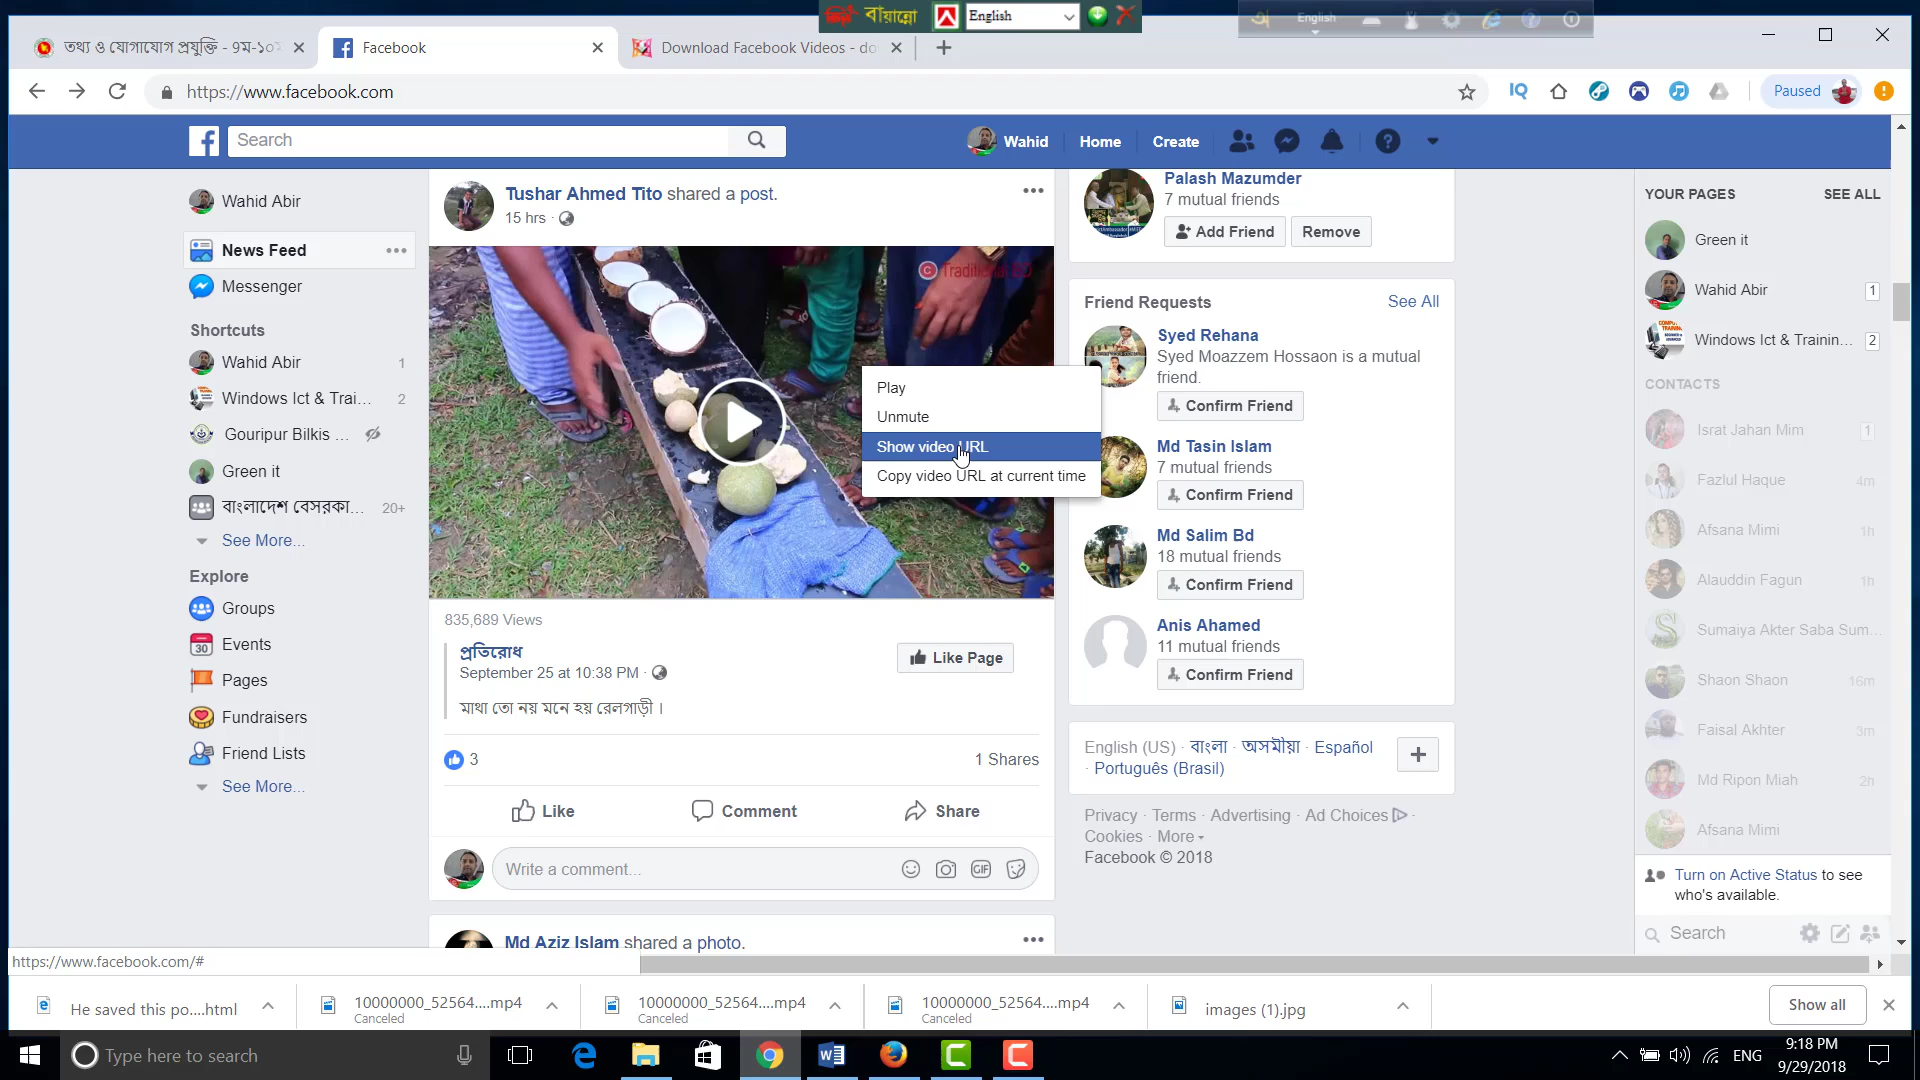 বায়ান্নো
English
English
তথ্য ও যোগাযোগ প্রযুক্তি - ৯ম-১০ম
Facebook
Download Facebook Videos - do
https://www.facebook.com
IQ
Paused
Search
Wahid
Home
Create
Wahid Abir
News Feed
Messenger
Shortcuts
Wahid Abir 1
Windows Ict & Trai... 2
Gouripur Bilkis ...
Green it
বাংলাদেশ বেসরকা... 20+
See More...
Explore
Groups
30 Events
Pages
Fundraisers
Friend Lists
See More...
Tushar Ahmed Tito shared a post.
15 hrs ·
Play
Unmute
Show video URL
Copy video URL at current time
835,689 Views
প্রতিরোধ
September 25 at 10:38 PM ·
Like Page
মাথা তো নয় মনে হয় রেলগাড়ী ।
3
1 Shares
Like
Comment
Share
Write a comment...
GIF
Md Aziz Islam shared a photo.
Palash Mazumder
7 mutual friends
Add Friend
Remove
Friend Requests
See All
Syed Rehana
Syed Moazzem Hossaon is a mutual
friend.
Confirm Friend
Md Tasin Islam
7 mutual friends
Confirm Friend
Md Salim Bd
18 mutual friends
Confirm Friend
Anis Ahamed
11 mutual friends
Confirm Friend
English (US) · বাংলা · অসমীয়া · Español
· Português (Brasil)
Privacy · Terms · Advertising · Ad Choices ·
Cookies · More
Facebook © 2018
YOUR PAGES
SEE ALL
Green it
Wahid Abir 1
Windows Ict & Trainin... 2
CONTACTS
Israt Jahan Mim 1
Fazlul Haque 4m
Afsana Mimi 1h
Alauddin Fagun 1h
Sumaiya Akter Saba Sum...
Shaon Shaon 16m
Faisal Akhter 3m
Md Ripon Miah 2h
Afsana Mimi
Turn on Active Status to see
who's available.
Search
https://www.facebook.com/#
He saved this po....html
10000000_52564....mp4
Canceled
10000000_52564....mp4
Canceled
10000000_52564....mp4
Canceled
images (1).jpg
Show all
Type here to search
ENG
9:18 PM
9/29/2018